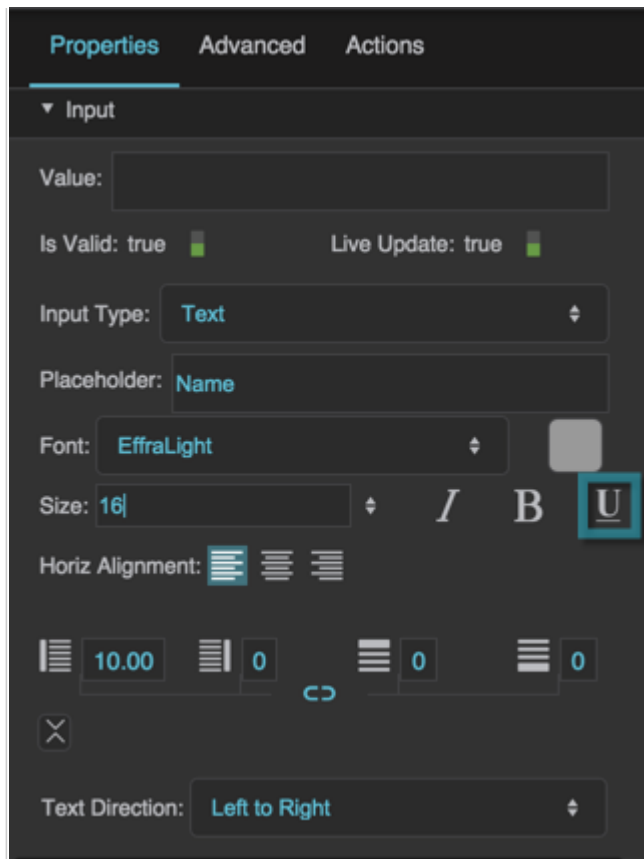 Properties Advanced Actions
Input
Value:
Is Valid: true Live Update: true
Input Type: Text
Placeholder: Name
Font: EffraLight
Size: 16 I B U
Horiz Alignment:
10.00 0 0 0
Text Direction: Left to Right